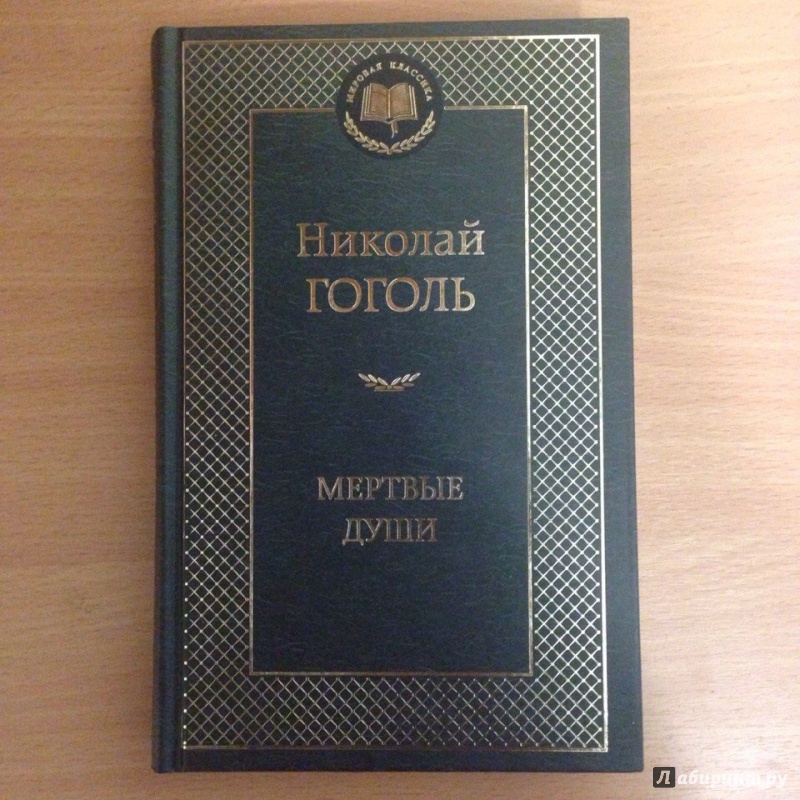 МИРОВАЯ КЛАССИКА
Николай
ГОГОЛЬ
МЕРТВЫЕ
ДУШИ
Лабиринт.ру